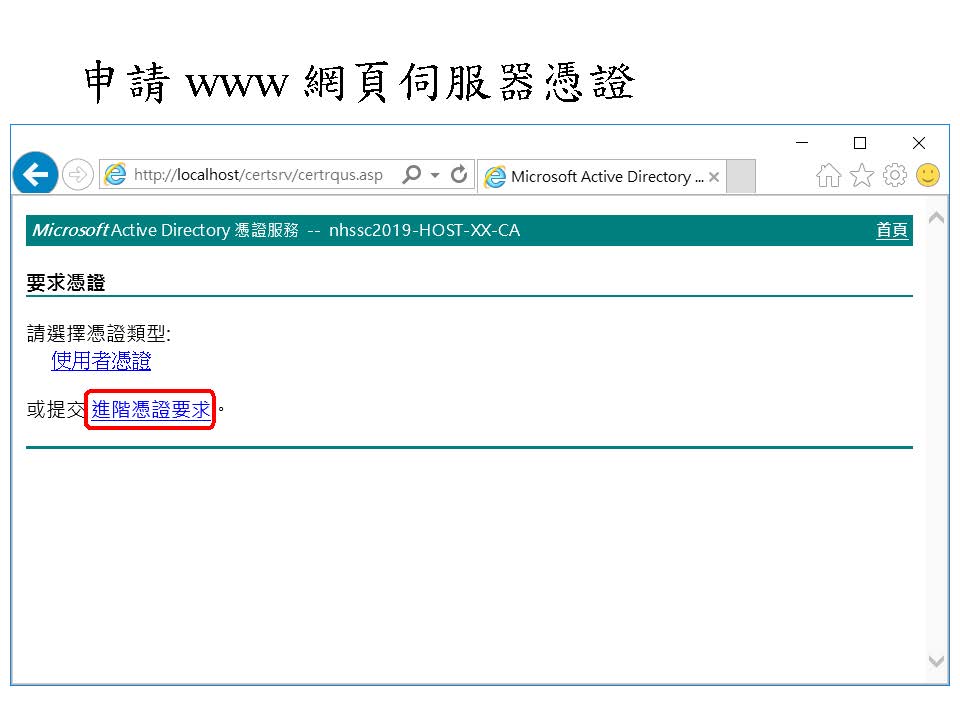 申請 www 網頁伺服器憑證
http://localhost/certsrv/certrqus.asp
Microsoft Active Directory ...
Microsoft Active Directory 憑證服務 -- nhssc2019-HOST-XX-CA
首頁
要求憑證
請選擇憑證類型:
使用者憑證
或提交 進階憑證要求。